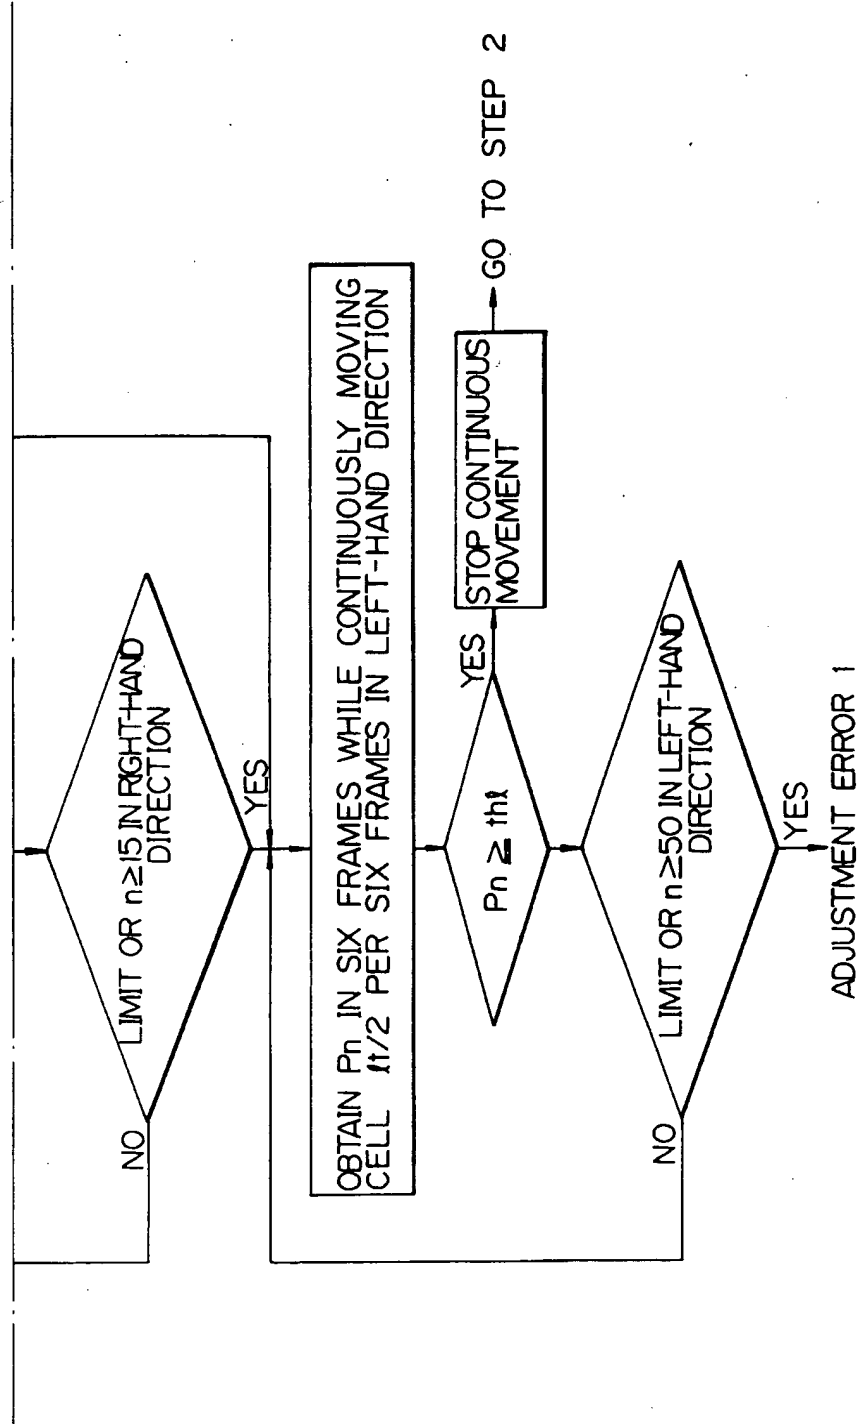 LIMIT OR n≥15 IN RIGHT-HAND
DIRECTION
NO
YES
OBTAIN Pn IN SIX FRAMES WHILE CONTINUOUSLY MOVING
CELL ℓt/2 PER SIX FRAMES IN LEFT-HAND DIRECTION
Pn ≥ thℓ
YES
STOP CONTINUOUS
MOVEMENT
GO TO STEP 2
LIMIT OR n≥50 IN LEFT-HAND
DIRECTION
NO
YES
ADJUSTMENT ERROR 1